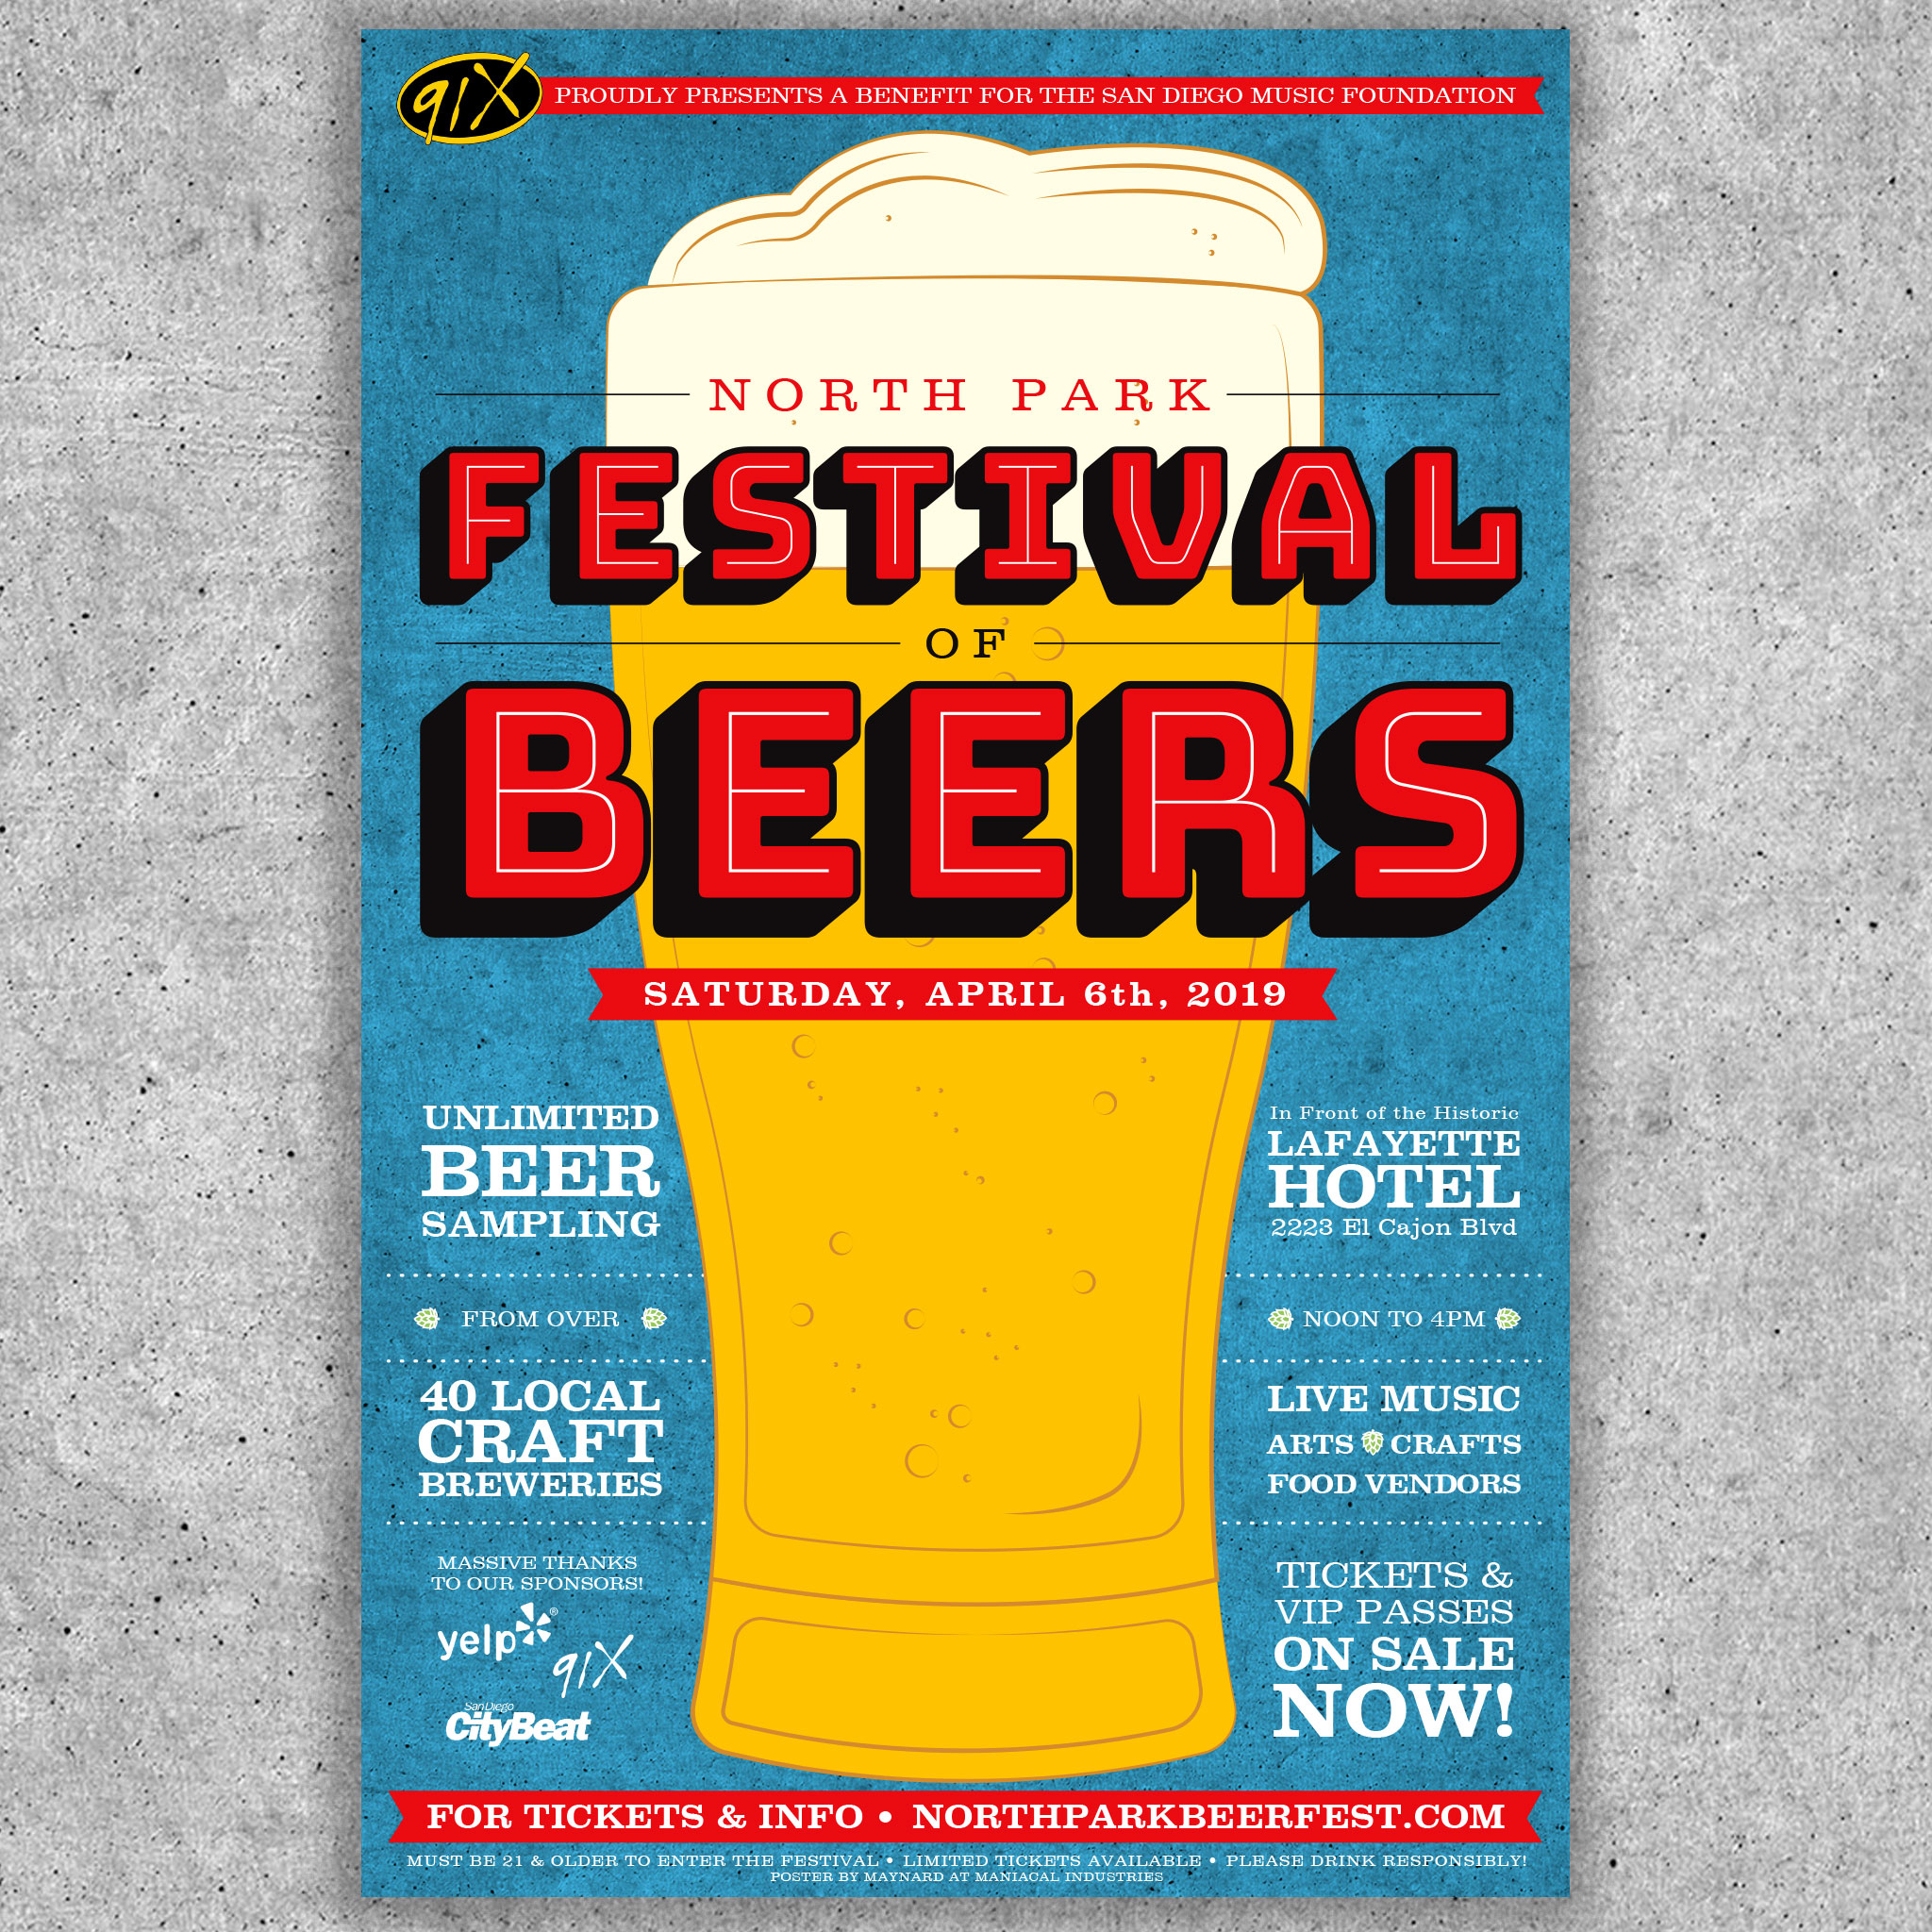 91X
PROUDLY PRESENTS A BENEFIT FOR THE SAN DIEGO MUSIC FOUNDATION
NORTH PARK
FESTIVAL
OF
BEERS
SATURDAY, APRIL 6th, 2019
UNLIMITED
BEER
SAMPLING
FROM OVER
40 LOCAL
CRAFT
BREWERIES
MASSIVE THANKS
TO OUR SPONSORS!
yelp®
91X
San Diego
CityBeat
In Front of the Historic
LAFAYETTE
HOTEL
2223 El Cajon Blvd
NOON TO 4PM
LIVE MUSIC
ARTS CRAFTS
FOOD VENDORS
TICKETS &
VIP PASSES
ON SALE
NOW!
FOR TICKETS & INFO • NORTHPARKBEERFEST.COM
MUST BE 21 & OLDER TO ENTER THE FESTIVAL • LIMITED TICKETS AVAILABLE • PLEASE DRINK RESPONSIBLY!
POSTER BY MAYNARD AT MANIACAL INDUSTRIES